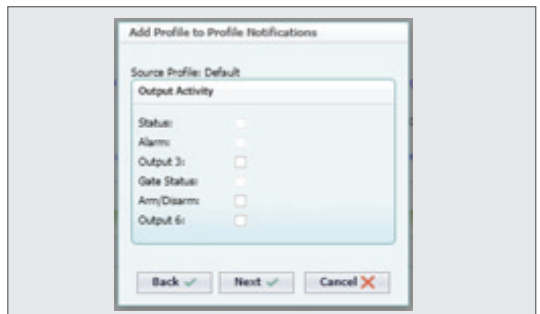 Add Profile to Profile Notifications
Source Profile: Default
Output Activity
Status:
Alarm:
Output 3:
Gate Status:
Arm/Disarm:
Output 6:
Back Next Cancel